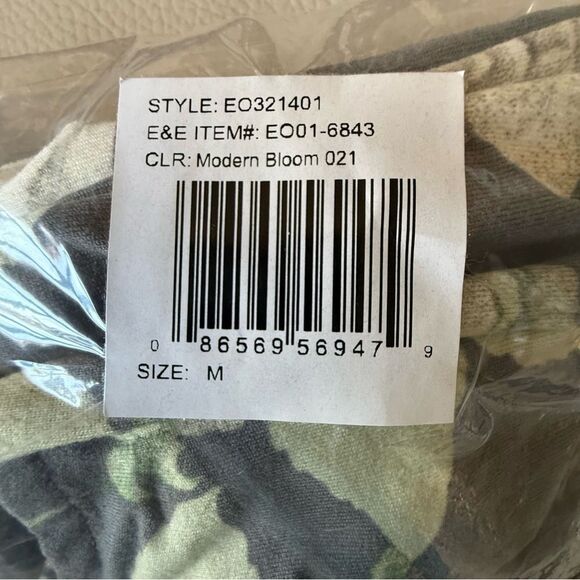 STYLE: EO321401
E&E ITEM#: EO01-6843
CLR: Modern Bloom 021
0 86569 56947 9
SIZE: M